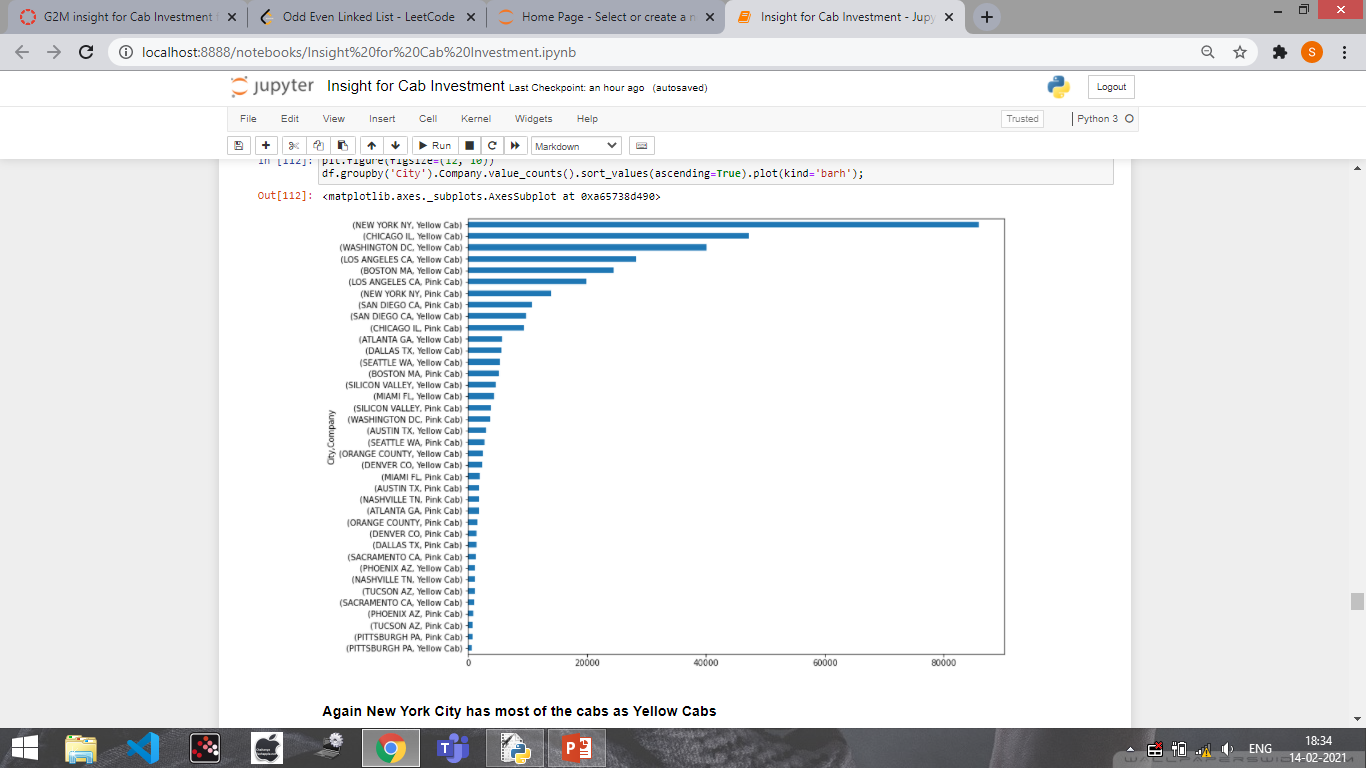 G2M insight for Cab Investment
Odd Even Linked List - LeetCode
Home Page - Select or create a n
Insight for Cab Investment - Jupy
localhost:8888/notebooks/Insight%20for%20Cab%20Investment.ipynb
S
jupyter Insight for Cab Investment Last Checkpoint: an hour ago (autosaved)
Logout
File Edit View Insert Cell Kernel Widgets Help
Trusted Python 3
Run Markdown
In [112]: plt.figure(figsize=(12, 10))
df.groupby('City').Company.value_counts().sort_values(ascending=True).plot(kind='barh');
Out[112]: <matplotlib.axes._subplots.AxesSubplot at 0xa65738d490>
(NEW YORK NY, Yellow Cab)
(CHICAGO IL, Yellow Cab)
(WASHINGTON DC, Yellow Cab)
(LOS ANGELES CA, Yellow Cab)
(BOSTON MA, Yellow Cab)
(LOS ANGELES CA, Pink Cab)
(NEW YORK NY, Pink Cab)
(SAN DIEGO CA, Pink Cab)
(SAN DIEGO CA, Yellow Cab)
(CHICAGO IL, Pink Cab)
(ATLANTA GA, Yellow Cab)
(DALLAS TX, Yellow Cab)
(SEATTLE WA, Yellow Cab)
(BOSTON MA, Pink Cab)
(SILICON VALLEY, Yellow Cab)
(MIAMI FL, Yellow Cab)
(SILICON VALLEY, Pink Cab)
(WASHINGTON DC, Pink Cab)
(AUSTIN TX, Yellow Cab)
(SEATTLE WA, Pink Cab)
(ORANGE COUNTY, Yellow Cab)
(DENVER CO, Yellow Cab)
(MIAMI FL, Pink Cab)
(AUSTIN TX, Pink Cab)
(NASHVILLE TN, Pink Cab)
(ATLANTA GA, Pink Cab)
(ORANGE COUNTY, Pink Cab)
(DENVER CO, Pink Cab)
(DALLAS TX, Pink Cab)
(SACRAMENTO CA, Pink Cab)
(PHOENIX AZ, Yellow Cab)
(NASHVILLE TN, Yellow Cab)
(TUCSON AZ, Yellow Cab)
(SACRAMENTO CA, Yellow Cab)
(PHOENIX AZ, Pink Cab)
(TUCSON AZ, Pink Cab)
(PITTSBURGH PA, Pink Cab)
(PITTSBURGH PA, Yellow Cab)
City,Company
0 20000 40000 60000 80000
Again New York City has most of the cabs as Yellow Cabs
ENG
18:34
14-02-2021